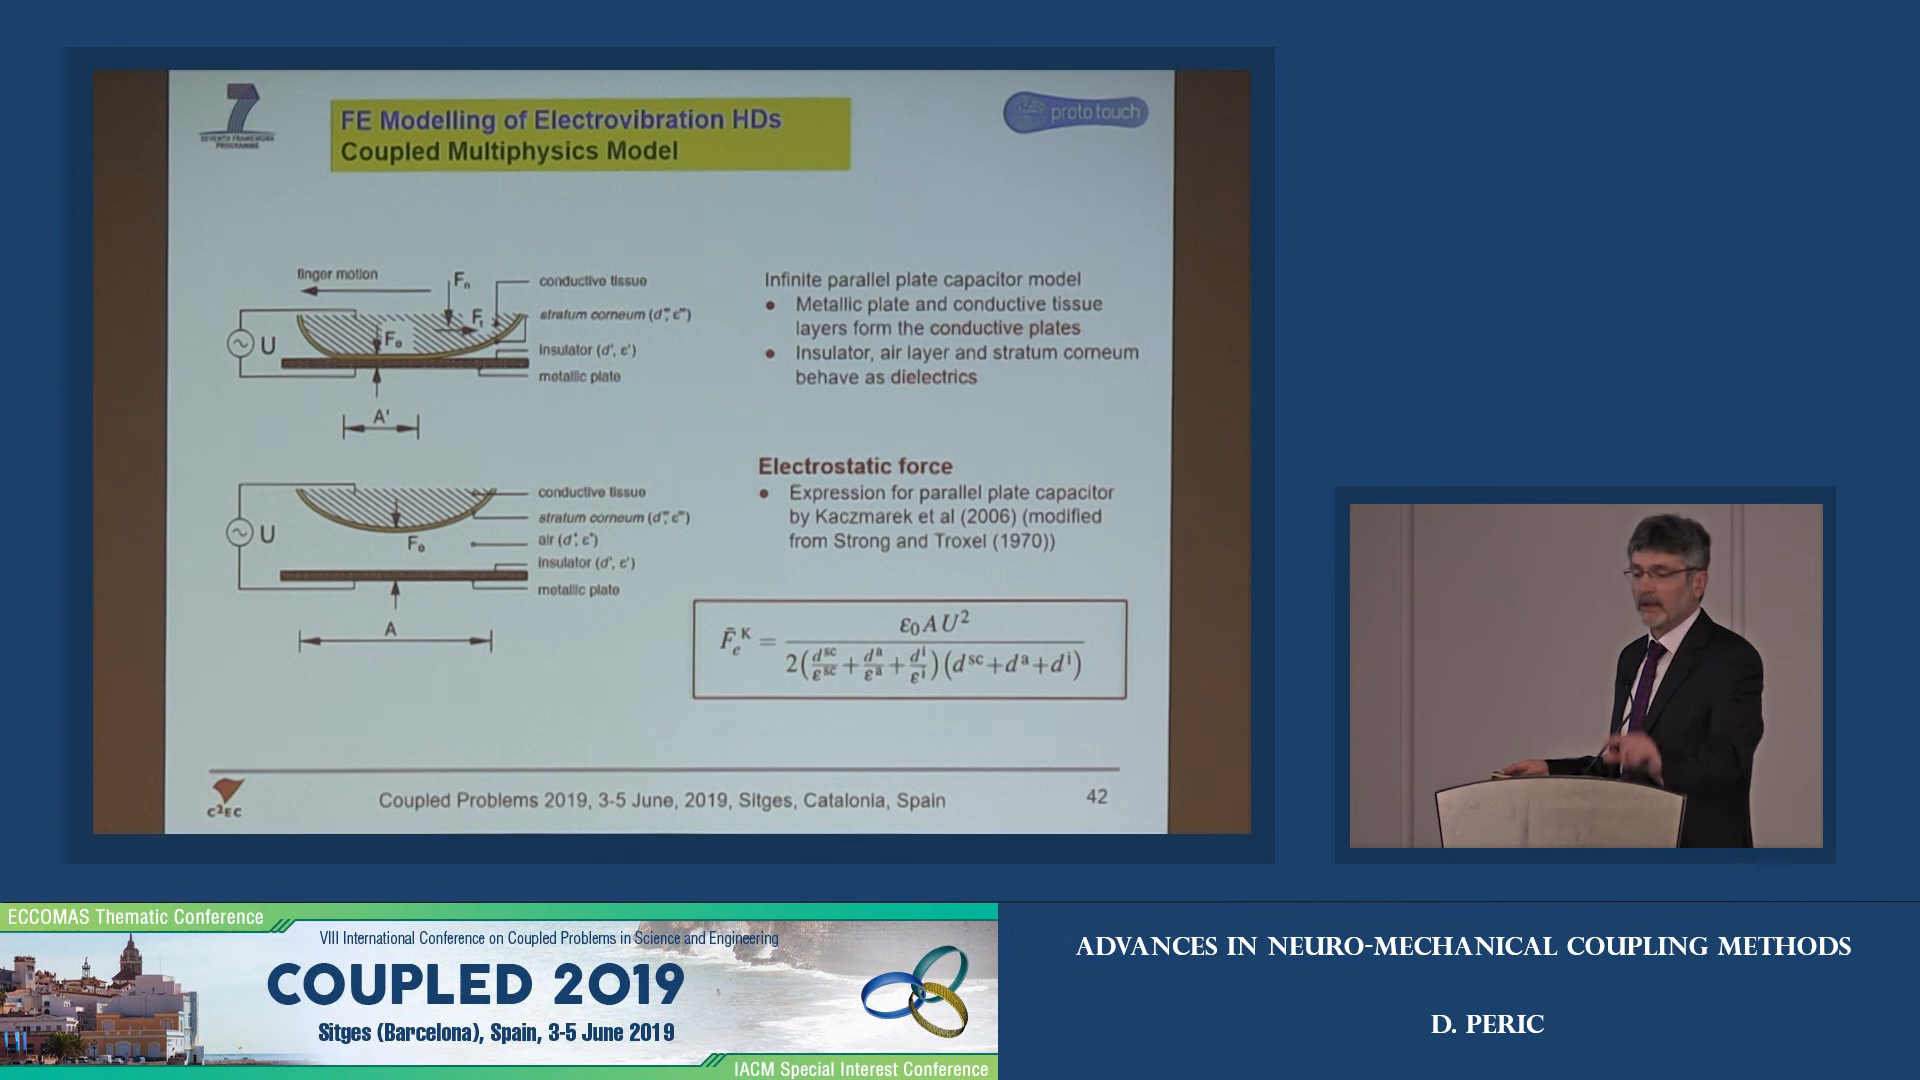 7
SEVENTH FRAMEWORK
PROGRAMME
FE Modelling of Electrovibration HDs
Coupled Multiphysics Model
proto touch
finger motion
Fn
conductive tissue
Ft
stratum corneum (d'', ε'')
U
Fe
Insulator (d', ε')
metallic plate
A'
conductive tissue
stratum corneum (d'', ε'')
U
Fe
air (d", ε")
Insulator (d', ε')
metallic plate
A
Infinite parallel plate capacitor model
• Metallic plate and conductive tissue
layers form the conductive plates
• Insulator, air layer and stratum corneum
behave as dielectrics
Electrostatic force
• Expression for parallel plate capacitor
by Kaczmarek et al (2006) (modified
from Strong and Troxel (1970))
F̄eᴷ = ε₀AU² / 2(dˢᶜ/εˢᶜ + dᵃ/εᵃ + dⁱ/εⁱ)(dˢᶜ+dᵃ+dⁱ)
C²EC
Coupled Problems 2019, 3-5 June, 2019, Sitges, Catalonia, Spain
42
ECCOMAS Thematic Conference
VIII International Conference on Coupled Problems in Science and Engineering
COUPLED 2019
Sitges (Barcelona), Spain, 3-5 June 2019
IACM Special Interest Conference
ADVANCES IN NEURO-MECHANICAL COUPLING METHODS
D. PERIC